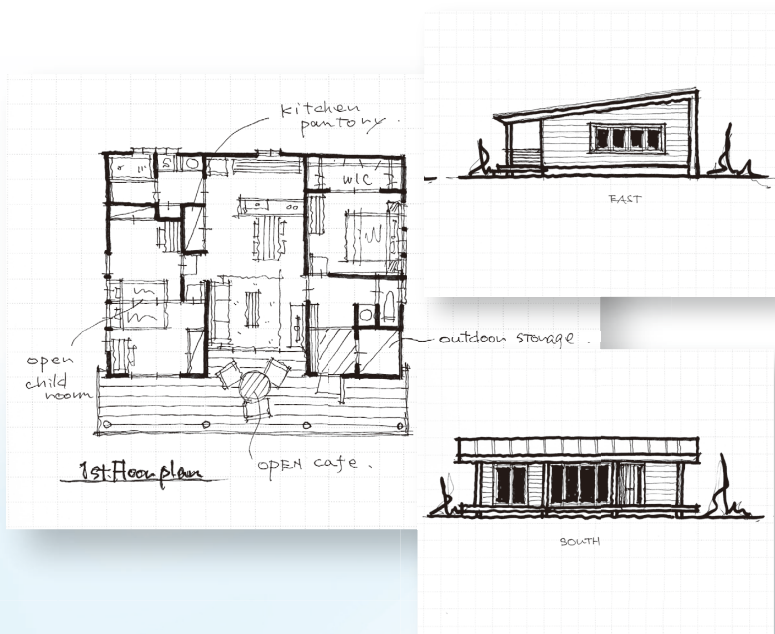 kitchen
pantory.
WIC
outdoor storage.
open
child
room
OPEN cafe.
1st. Floor plan
EAST
SOUTH